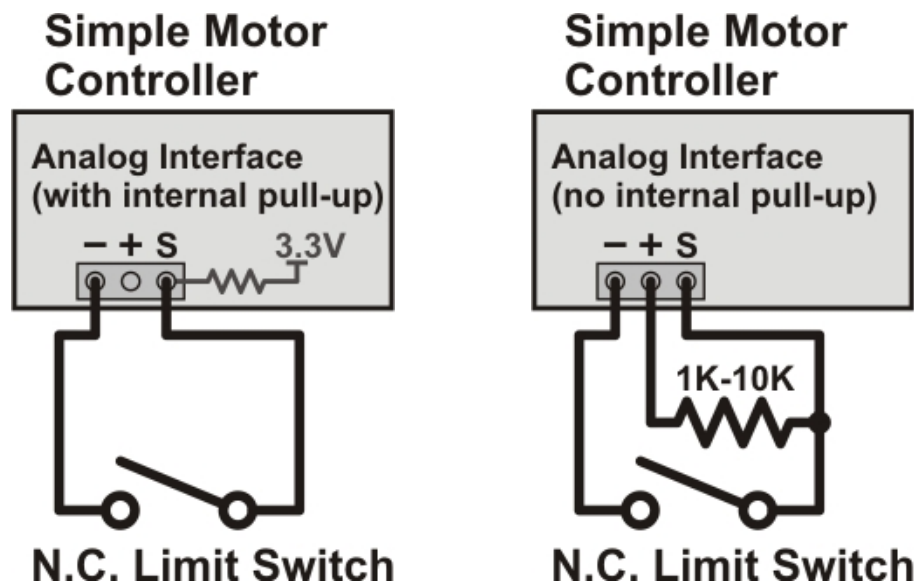 Simple Motor
Controller
Analog Interface
(with internal pull-up)
− + S
3.3V
N.C. Limit Switch
Simple Motor
Controller
Analog Interface
(no internal pull-up)
− + S
1K-10K
N.C. Limit Switch